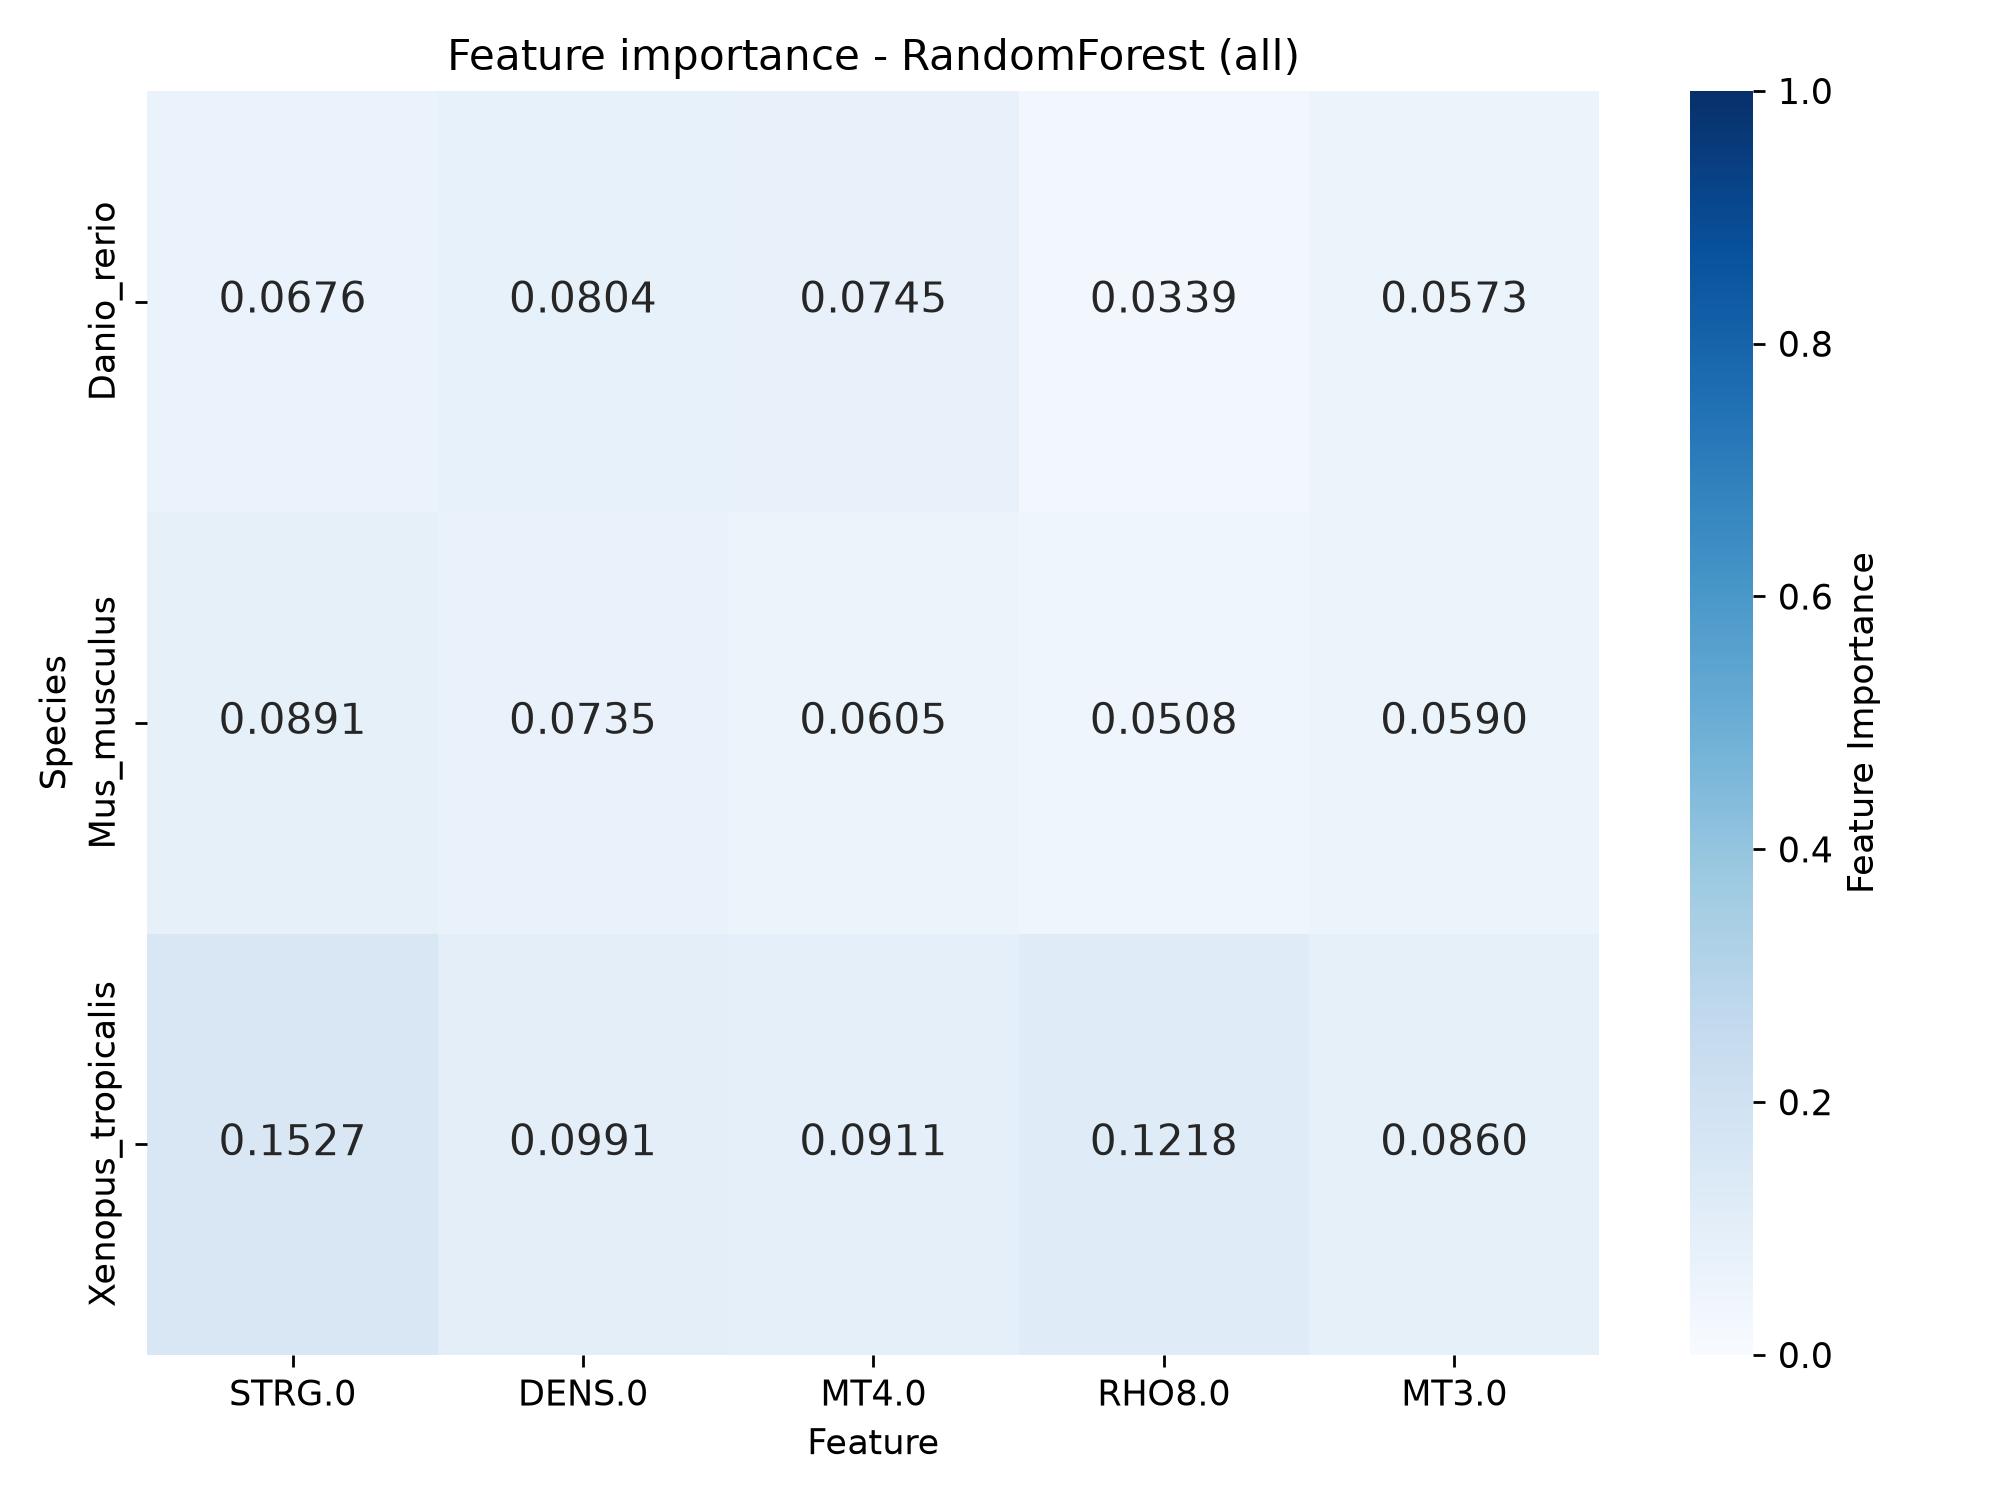 Feature importance - RandomForest (all)
Species
Danio_rerio
0.0676 0.0804 0.0745 0.0339 0.0573
Mus_musculus
0.0891 0.0735 0.0605 0.0508 0.0590
Xenopus_tropicalis
0.1527 0.0991 0.0911 0.1218 0.0860
STRG.0 DENS.0 MT4.0 RHO8.0 MT3.0
Feature
1.0
0.8
0.6
0.4
0.2
0.0
Feature Importance